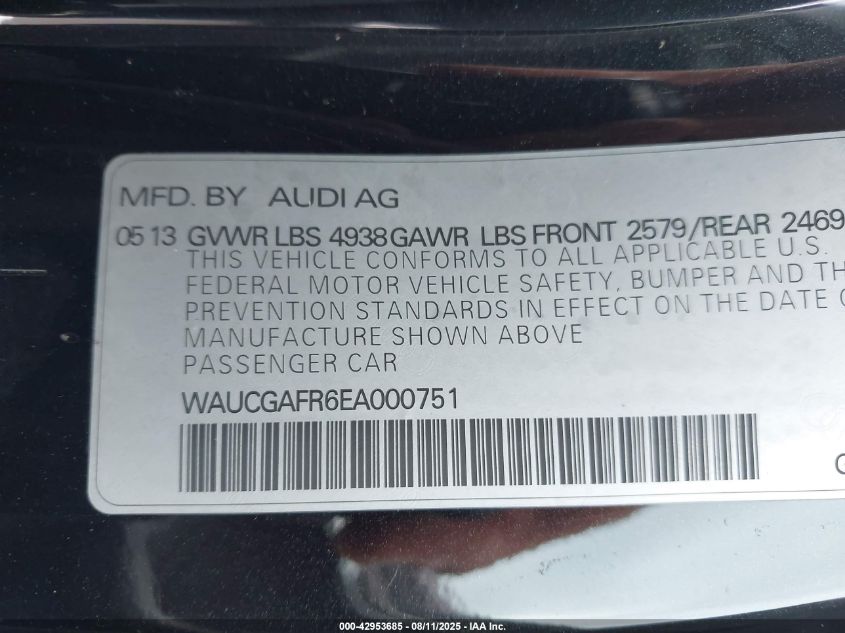 MFD. BY AUDI AG
05 13 GVWR LBS 4938 GAWR LBS FRONT 2579/REAR 2469
THIS VEHICLE CONFORMS TO ALL APPLICABLE U.S.
FEDERAL MOTOR VEHICLE SAFETY, BUMPER AND TH
PREVENTION STANDARDS IN EFFECT ON THE DATE O
MANUFACTURE SHOWN ABOVE
PASSENGER CAR
WAUCGAFR6EA000751
000-42953685 - 08/11/2025 - IAA Inc.